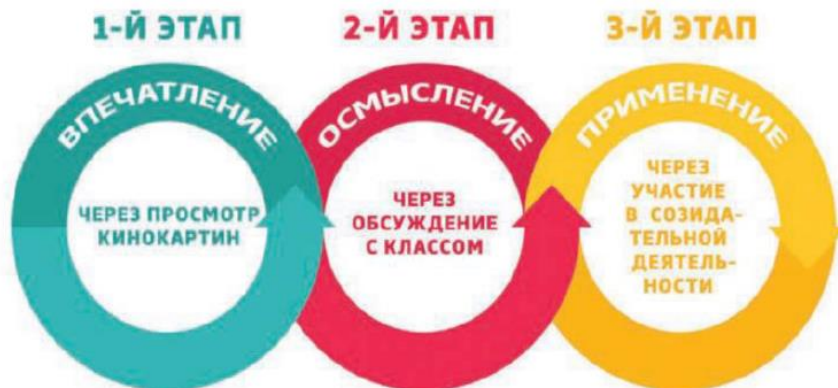 1-Й ЭТАП
2-Й ЭТАП
3-Й ЭТАП
ВПЕЧАТЛЕНИЕ
ОСМЫСЛЕНИЕ
ПРИМЕНЕНИЕ
ЧЕРЕЗ ПРОСМОТР
КИНОКАРТИН
ЧЕРЕЗ
ОБСУЖДЕНИЕ
С КЛАССОМ
ЧЕРЕЗ
УЧАСТИЕ
В СОЗИДА-
ТЕЛЬНОЙ
ДЕЯТЕЛЬ-
НОСТИ